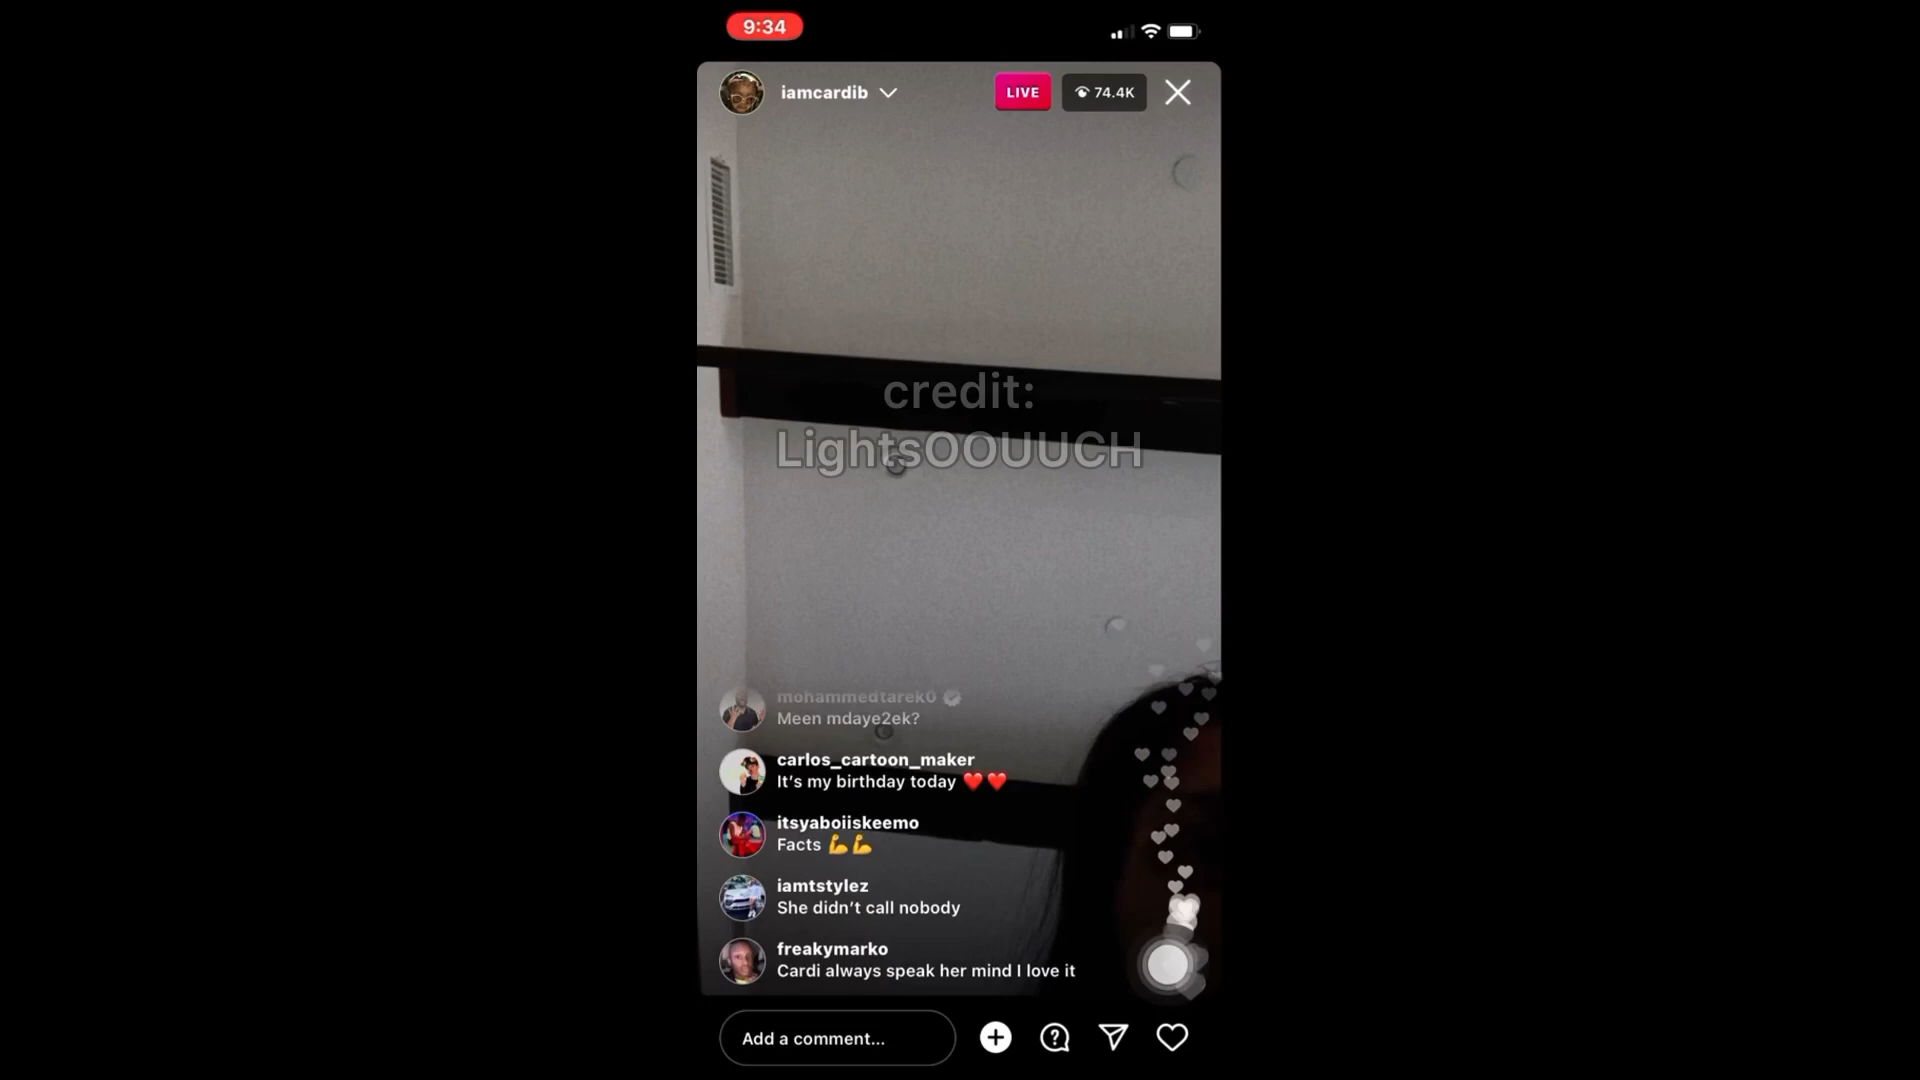 9:34
iamcardib
LIVE
74.4K
credit:
LightsOOUUCH
mohammedtarek0
Meen mdaye2ek?
carlos_cartoon_maker
It’s my birthday today ❤️❤️
itsyaboiiskeemo
Facts 💪💪
iamtstylez
She didn’t call nobody
freakymarko
Cardi always speak her mind I love it
Add a comment...